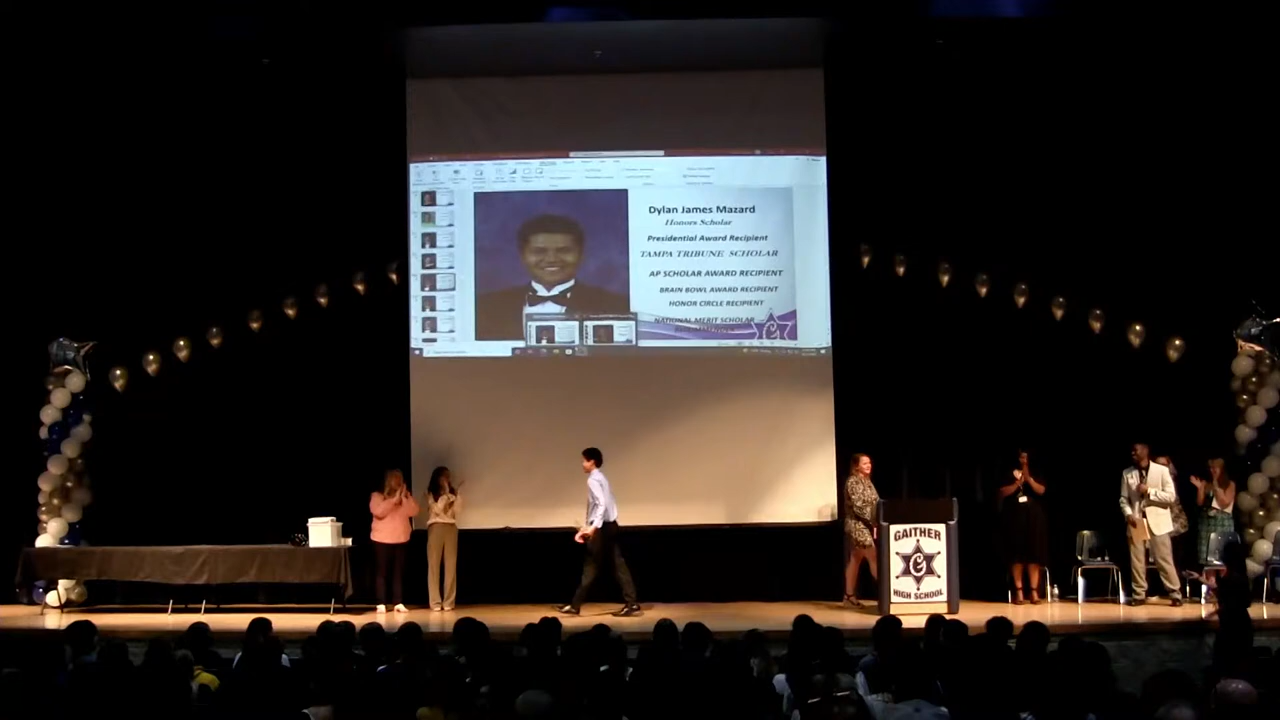 Dylan James Mazard
Honors Scholar
Presidential Award Recipient
TAMPA TRIBUNE SCHOLAR
AP SCHOLAR AWARD RECIPIENT
BRAIN BOWL AWARD RECIPIENT
HONOR CIRCLE RECIPIENT
NATIONAL MERIT SCHOLAR
G
GAITHER
G
HIGH SCHOOL